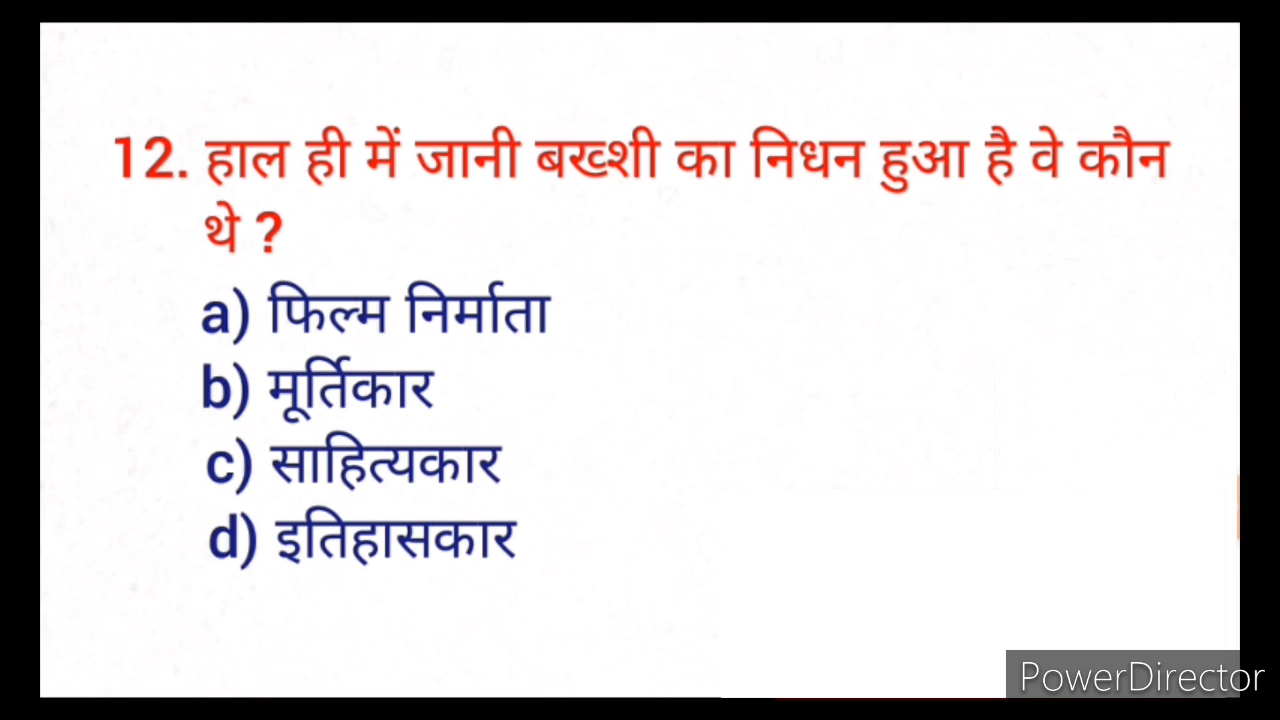 12. हाल ही में जानी बख्शी का निधन हुआ है वे कौन
थे ?
a) फिल्म निर्माता
b) मूर्तिकार
c) साहित्यकार
d) इतिहासकार
PowerDirector